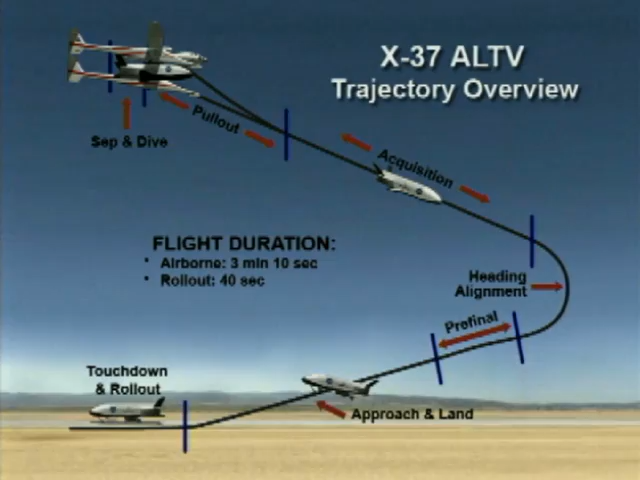 X-37 ALTV
Trajectory Overview
Sep & Dive
Pullout
Acquisition
FLIGHT DURATION:
• Airborne: 3 min 10 sec
• Rollout: 40 sec
Heading
Alignment
Prefinal
Touchdown
& Rollout
Approach & Land